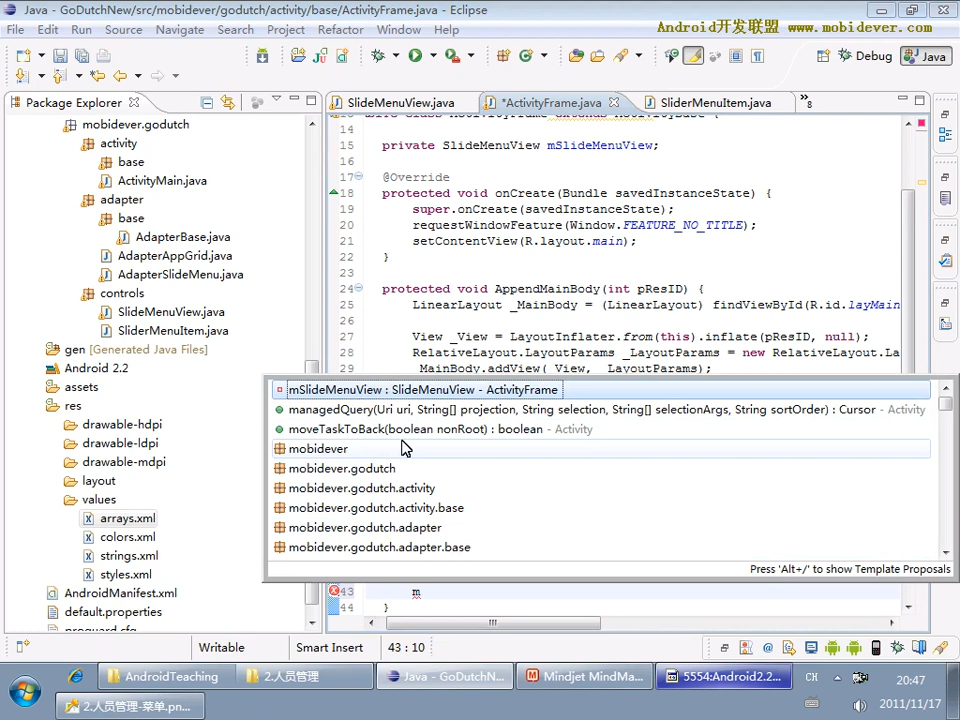 Java - GoDutchNew/src/mobidever/godutch/activity/base/ActivityFrame.java - Eclipse
File Edit Run Source Navigate Search Project Refactor Window Help
Android开发联盟 www.mobidever.com
Debug Java
Package Explorer
SlideMenuView.java *ActivityFrame.java SliderMenuItem.java »8
mobidever.godutch
activity
base
ActivityMain.java
adapter
base
AdapterBase.java
AdapterAppGrid.java
AdapterSlideMenu.java
controls
SlideMenuView.java
SliderMenuItem.java
gen [Generated Java Files]
Android 2.2
assets
res
drawable-hdpi
drawable-ldpi
drawable-mdpi
layout
values
arrays.xml
colors.xml
strings.xml
styles.xml
AndroidManifest.xml
default.properties
proguard.cfg
14
15 private SlideMenuView mSlideMenuView;
16
17 @Override
18 protected void onCreate(Bundle savedInstanceState) {
19 super.onCreate(savedInstanceState);
20 requestWindowFeature(Window.FEATURE_NO_TITLE);
21 setContentView(R.layout.main);
22 }
23
24 protected void AppendMainBody(int pResID) {
25 LinearLayout _MainBody = (LinearLayout) findViewById(R.id.layMain
26
27 View _View = LayoutInflater.from(this).inflate(pResID, null);
28 RelativeLayout.LayoutParams _LayoutParams = new RelativeLayout.La
_MainBody.addView(_View, _LayoutParams);
mSlideMenuView : SlideMenuView - ActivityFrame
managedQuery(Uri uri, String[] projection, String selection, String[] selectionArgs, String sortOrder) : Cursor - Activity
moveTaskToBack(boolean nonRoot) : boolean - Activity
mobidever
mobidever.godutch
mobidever.godutch.activity
mobidever.godutch.activity.base
mobidever.godutch.adapter
mobidever.godutch.adapter.base
Press 'Alt+/' to show Template Proposals
43 m
44 }
Writable Smart Insert 43 : 10
AndroidTeaching 2.人员管理 Java - GoDutchN... Mindjet MindMa... 5554:Android2.2...
CH
20:47
2.人员管理-菜单.pn...
2011/11/17